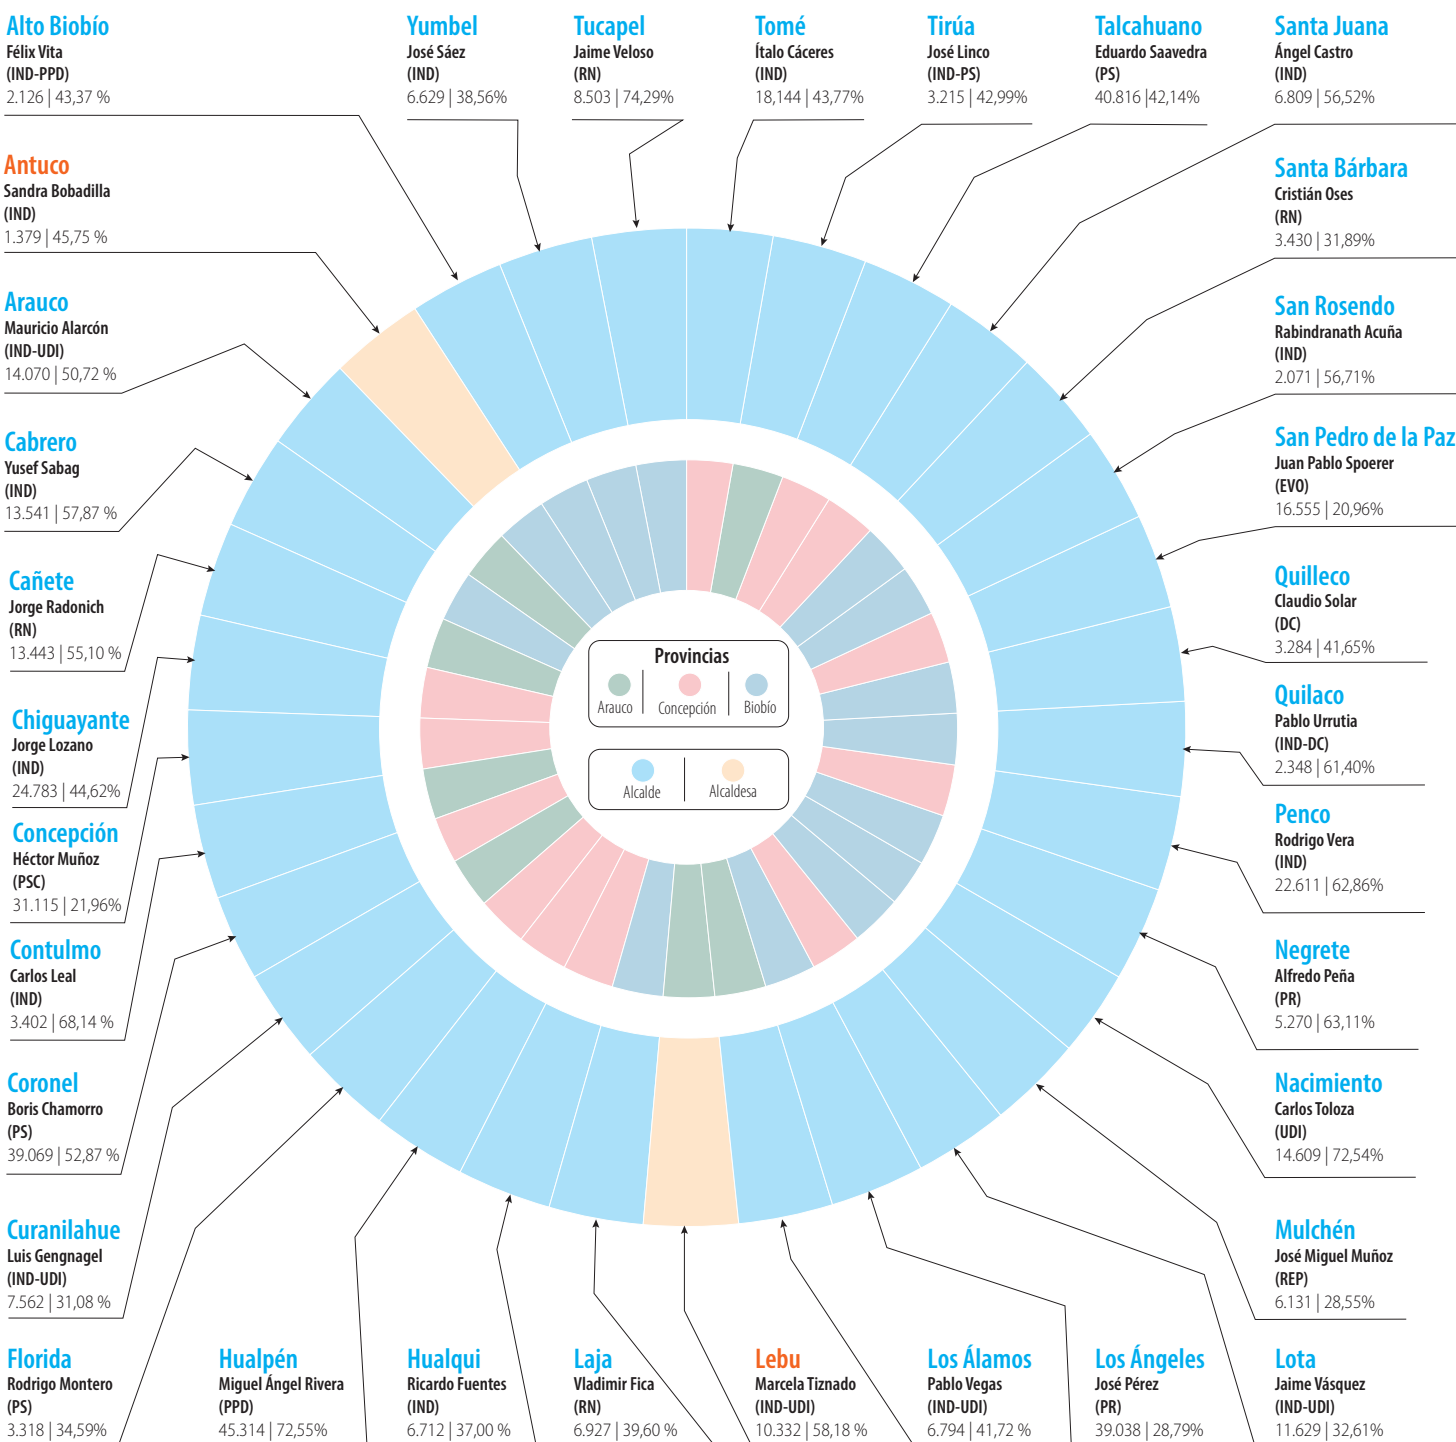 Alto Biobío
Félix Vita
(IND-PPD)
2.126 | 43,37 %
Yumbel
José Sáez
(IND)
6.629 | 38,56%
Tucapel
Jaime Veloso
(RN)
8.503 | 74,29%
Tomé
Ítalo Cáceres
(IND)
18,144 | 43,77%
Tirúa
José Linco
(IND-PS)
3.215 | 42,99%
Talcahuano
Eduardo Saavedra
(PS)
40.816 |42,14%
Santa Juana
Ángel Castro
(IND)
6.809 | 56,52%
Antuco
Sandra Bobadilla
(IND)
1.379 | 45,75 %
Santa Bárbara
Cristián Oses
(RN)
3.430 | 31,89%
Arauco
Mauricio Alarcón
(IND-UDI)
14.070 | 50,72 %
San Rosendo
Rabindranath Acuña
(IND)
2.071 | 56,71%
Cabrero
Yusef Sabag
(IND)
13.541 | 57,87 %
San Pedro de la Paz
Juan Pablo Spoerer
(EVO)
16.555 | 20,96%
Cañete
Jorge Radonich
(RN)
13.443 | 55,10 %
Quilleco
Claudio Solar
(DC)
3.284 | 41,65%
Provincias
Arauco
Concepción
Biobío
Alcalde
Alcaldesa
Chiguayante
Jorge Lozano
(IND)
24.783 | 44,62%
Quilaco
Pablo Urrutia
(IND-DC)
2.348 | 61,40%
Concepción
Héctor Muñoz
(PSC)
31.115 | 21,96%
Penco
Rodrigo Vera
(IND)
22.611 | 62,86%
Contulmo
Carlos Leal
(IND)
3.402 | 68,14 %
Negrete
Alfredo Peña
(PR)
5.270 | 63,11%
Coronel
Boris Chamorro
(PS)
39.069 | 52,87 %
Nacimiento
Carlos Toloza
(UDI)
14.609 | 72,54%
Curanilahue
Luis Gengnagel
(IND-UDI)
7.562 | 31,08 %
Mulchén
José Miguel Muñoz
(REP)
6.131 | 28,55%
Florida
Rodrigo Montero
(PS)
3.318 | 34,59%
Hualpén
Miguel Ángel Rivera
(PPD)
45.314 | 72,55%
Hualqui
Ricardo Fuentes
(IND)
6.712 | 37,00 %
Laja
Vladimir Fica
(RN)
6.927 | 39,60 %
Lebu
Marcela Tiznado
(IND-UDI)
10.332 | 58,18 %
Los Álamos
Pablo Vegas
(IND-UDI)
6.794 | 41,72 %
Los Ángeles
José Pérez
(PR)
39.038 | 28,79%
Lota
Jaime Vásquez
(IND-UDI)
11.629 | 32,61%